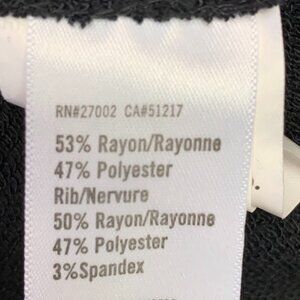 RN#27002 CA#51217
53% Rayon/Rayonne
47% Polyester
Rib/Nervure
50% Rayon/Rayonne
47% Polyester
3%Spandex